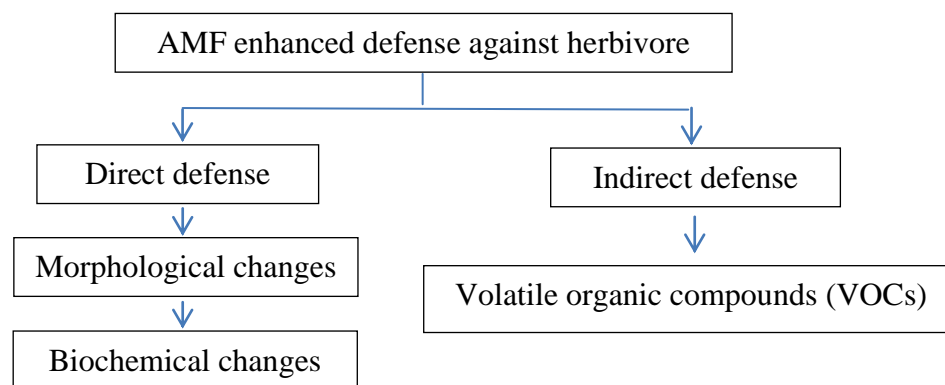 AMF enhanced defense against herbivore
Direct defense
Indirect defense
Morphological changes
Volatile organic compounds (VOCs)
Biochemical changes